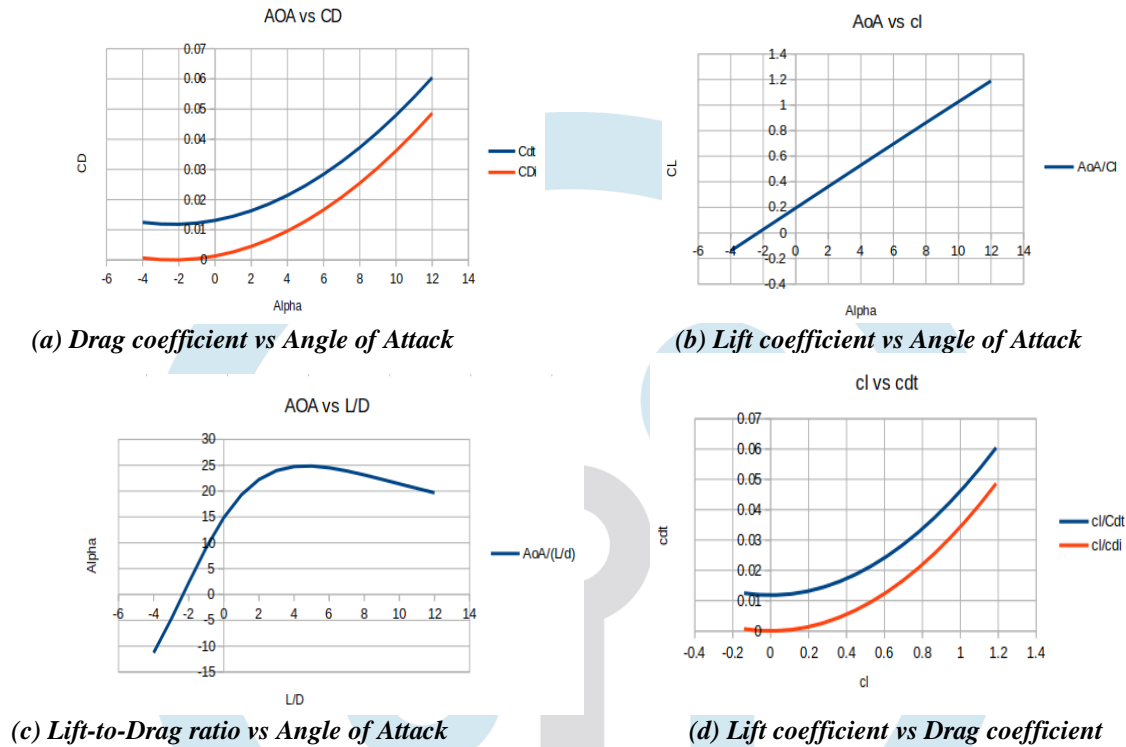 AOA vs CD
0.07
0.06
0.05
0.04
0.03
0.02
0.01
0
-6 -4 -2 0 2 4 6 8 10 12 14
CD
Alpha
Cdt
CDi
(a) Drag coefficient vs Angle of Attack
AoA vs cl
1.4
1.2
1
0.8
0.6
0.4
0.2
0
-0.2
-0.4
-6 -4 -2 0 2 4 6 8 10 12 14
CL
Alpha
AoA/Cl
(b) Lift coefficient vs Angle of Attack
AOA vs L/D
30
25
20
15
10
5
0
-5
-10
-15
-6 -4 -2 0 2 4 6 8 10 12 14
Alpha
L/D
AoA/(L/d)
(c) Lift-to-Drag ratio vs Angle of Attack
cl vs cdt
0.07
0.06
0.05
0.04
0.03
0.02
0.01
0
-0.4 -0.2 0 0.2 0.4 0.6 0.8 1 1.2 1.4
cdt
cl
cl/Cdt
cl/cdi
(d) Lift coefficient vs Drag coefficient